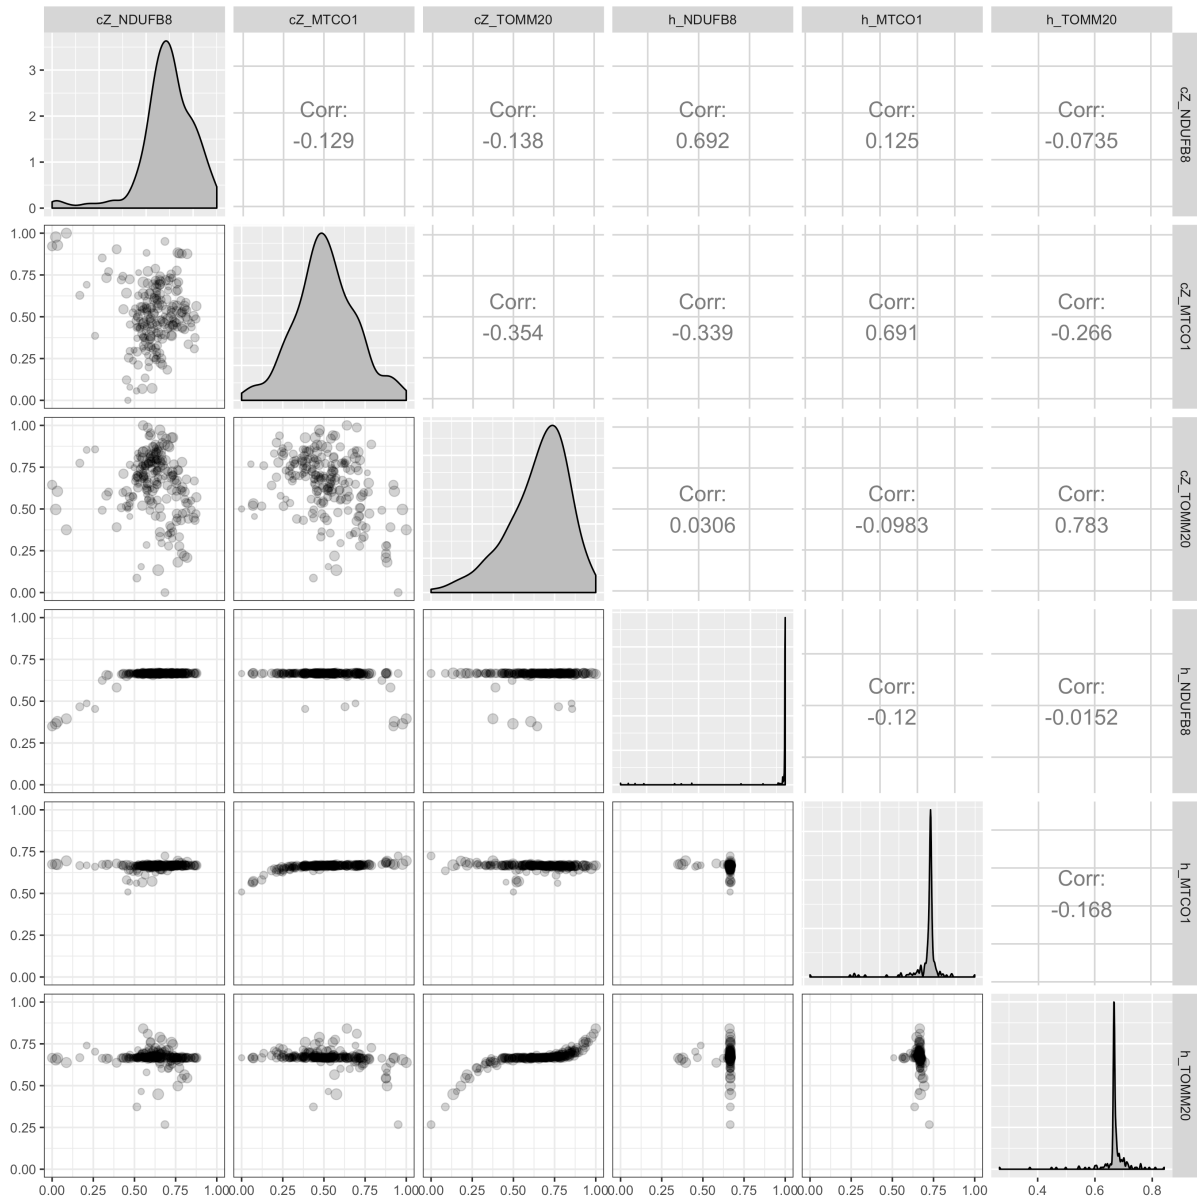 cZ_NDUFB8 cZ_MTCO1 cZ_TOMM20 h_NDUFB8 h_MTCO1 h_TOMM20
3
2
1
0
Corr:
-0.129
Corr:
-0.138
Corr:
0.692
Corr:
0.125
Corr:
-0.0735
cZ_NDUFB8
1.00
0.75
0.50
0.25
0.00
Corr:
-0.354
Corr:
-0.339
Corr:
0.691
Corr:
-0.266
cZ_MTCO1
1.00
0.75
0.50
0.25
0.00
Corr:
0.0306
Corr:
-0.0983
Corr:
0.783
cZ_TOMM20
1.00
0.75
0.50
0.25
0.00
Corr:
-0.12
Corr:
-0.0152
h_NDUFB8
1.00
0.75
0.50
0.25
0.00
Corr:
-0.168
h_MTCO1
1.00
0.75
0.50
0.25
0.00
h_TOMM20
0.00 0.25 0.50 0.75 1.00
0.00 0.25 0.50 0.75 1.00
0.00 0.25 0.50 0.75 1.00
0.00 0.25 0.50 0.75 1.00
0.00 0.25 0.50 0.75 1.00
0.4 0.6 0.8